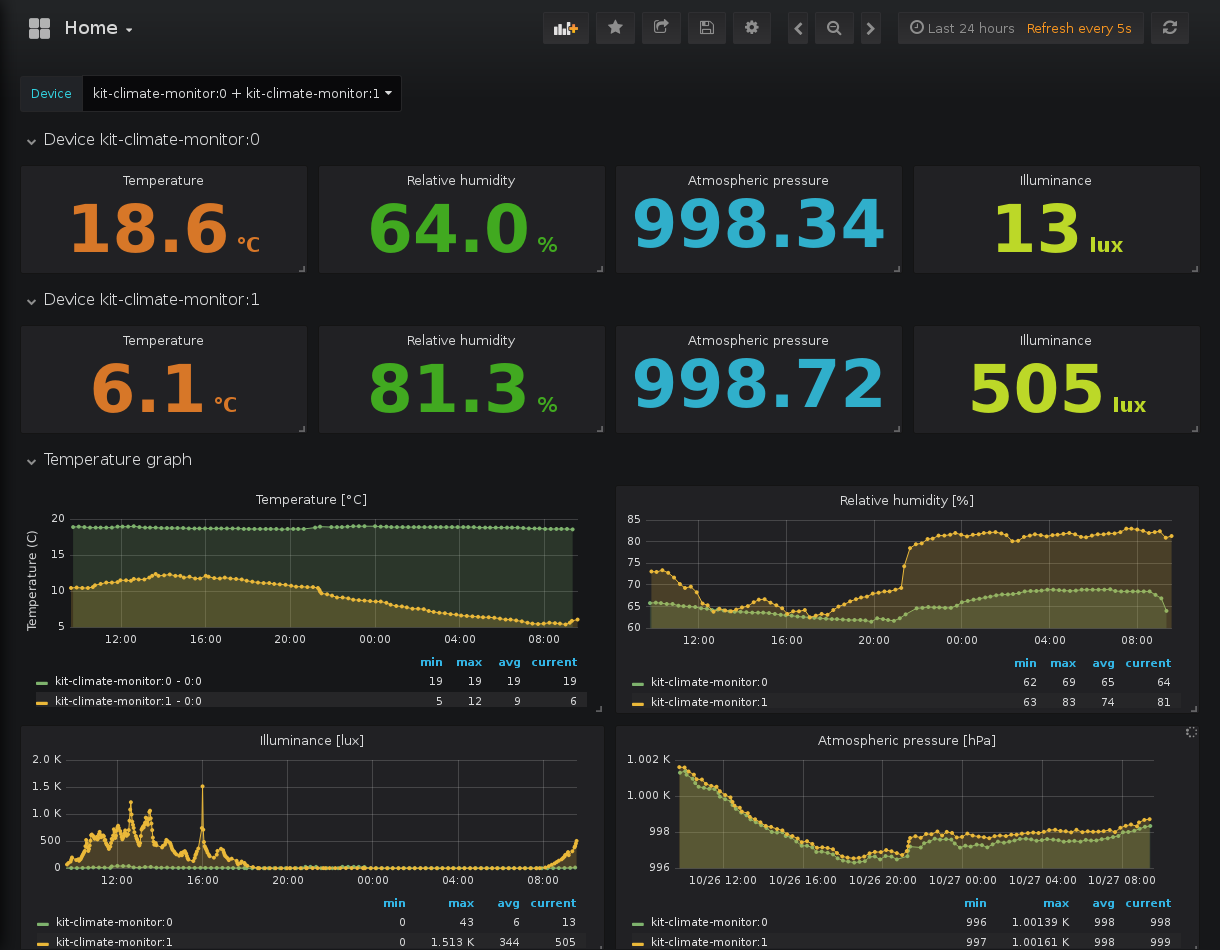 Home
Last 24 hours Refresh every 5s
Device kit-climate-monitor:0 + kit-climate-monitor:1
Device kit-climate-monitor:0
Temperature Relative humidity Atmospheric pressure Illuminance
18.6 °C 64.0 % 998.34 13 lux
Device kit-climate-monitor:1
Temperature Relative humidity Atmospheric pressure Illuminance
6.1 °C 81.3 % 998.72 505 lux
Temperature graph
Temperature [°C]
Temperature (C)
20
15
10
5
12:00 16:00 20:00 00:00 04:00 08:00
min max avg current
kit-climate-monitor:0 - 0:0 19 19 19 19
kit-climate-monitor:1 - 0:0 5 12 9 6
Relative humidity [%]
85
80
75
70
65
60
12:00 16:00 20:00 00:00 04:00 08:00
min max avg current
kit-climate-monitor:0 62 69 65 64
kit-climate-monitor:1 63 83 74 81
Illuminance [lux]
2.0 K
1.5 K
1.0 K
500
0
12:00 16:00 20:00 00:00 04:00 08:00
min max avg current
kit-climate-monitor:0 0 43 6 13
kit-climate-monitor:1 0 1.513 K 344 505
Atmospheric pressure [hPa]
1.002 K
1.000 K
998
996
10/26 12:00 10/26 16:00 10/26 20:00 10/27 00:00 10/27 04:00 10/27 08:00
min max avg current
kit-climate-monitor:0 996 1.00139 K 998 998
kit-climate-monitor:1 997 1.00161 K 998 999